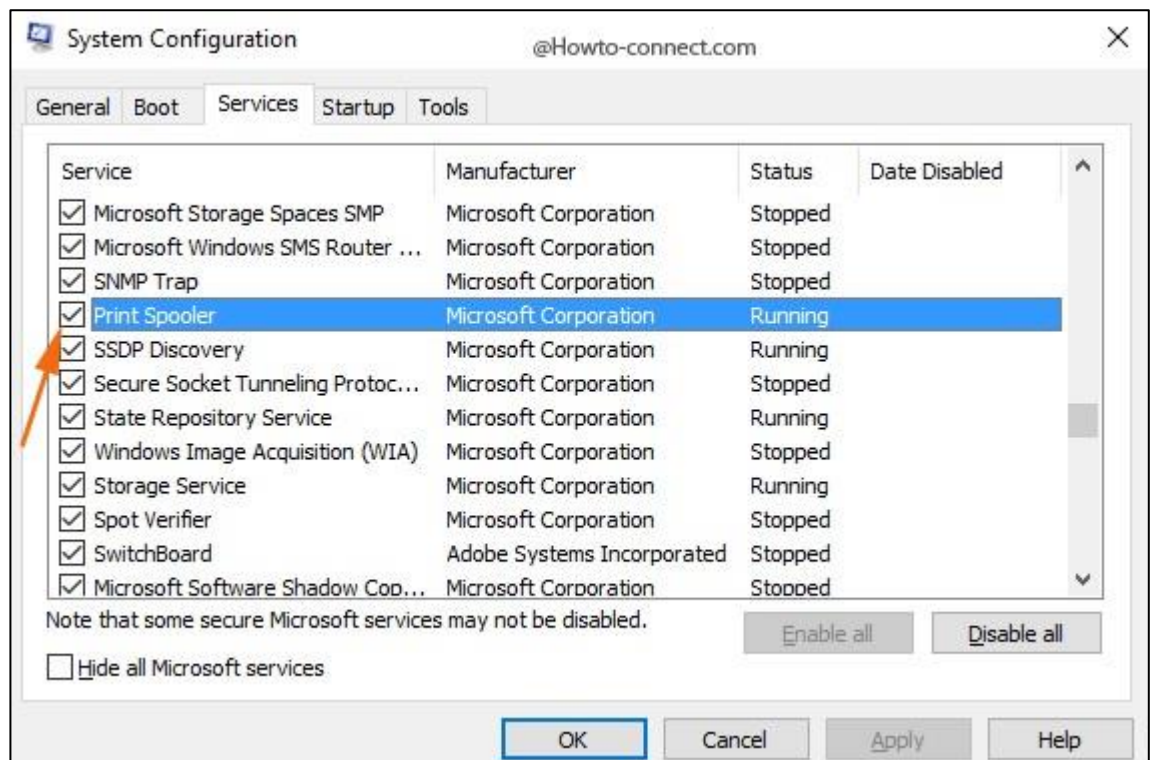 System Configuration @Howto-connect.com
General Boot Services Startup Tools
Service Manufacturer Status Date Disabled
Microsoft Storage Spaces SMP Microsoft Corporation Stopped
Microsoft Windows SMS Router ... Microsoft Corporation Stopped
SNMP Trap Microsoft Corporation Stopped
Print Spooler Microsoft Corporation Running
SSDP Discovery Microsoft Corporation Running
Secure Socket Tunneling Protoc... Microsoft Corporation Stopped
State Repository Service Microsoft Corporation Running
Windows Image Acquisition (WIA) Microsoft Corporation Stopped
Storage Service Microsoft Corporation Running
Spot Verifier Microsoft Corporation Stopped
SwitchBoard Adobe Systems Incorporated Stopped
Microsoft Software Shadow Cop... Microsoft Corporation Stopped
Note that some secure Microsoft services may not be disabled.
Enable all Disable all
Hide all Microsoft services
OK Cancel Apply Help